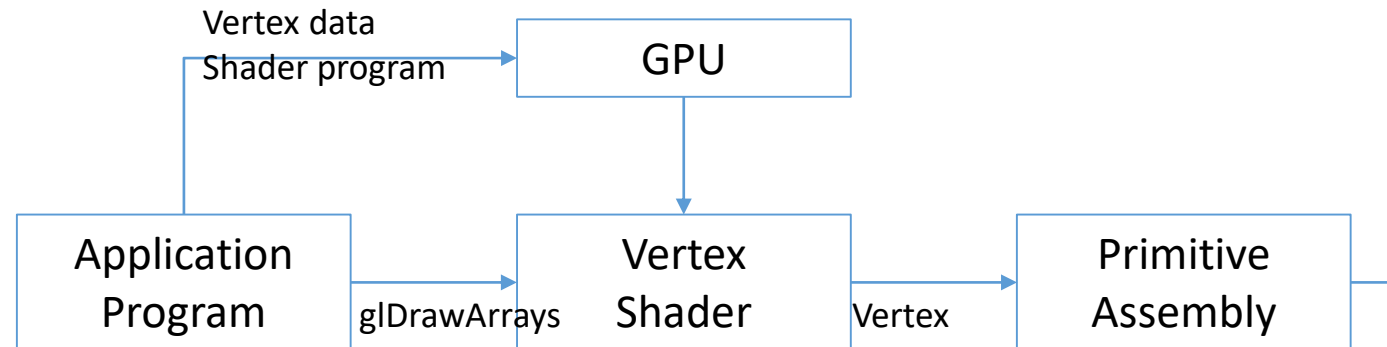 Vertex data
Shader program
GPU
Application
Program
glDrawArrays
Vertex
Shader
Vertex
Primitive
Assembly